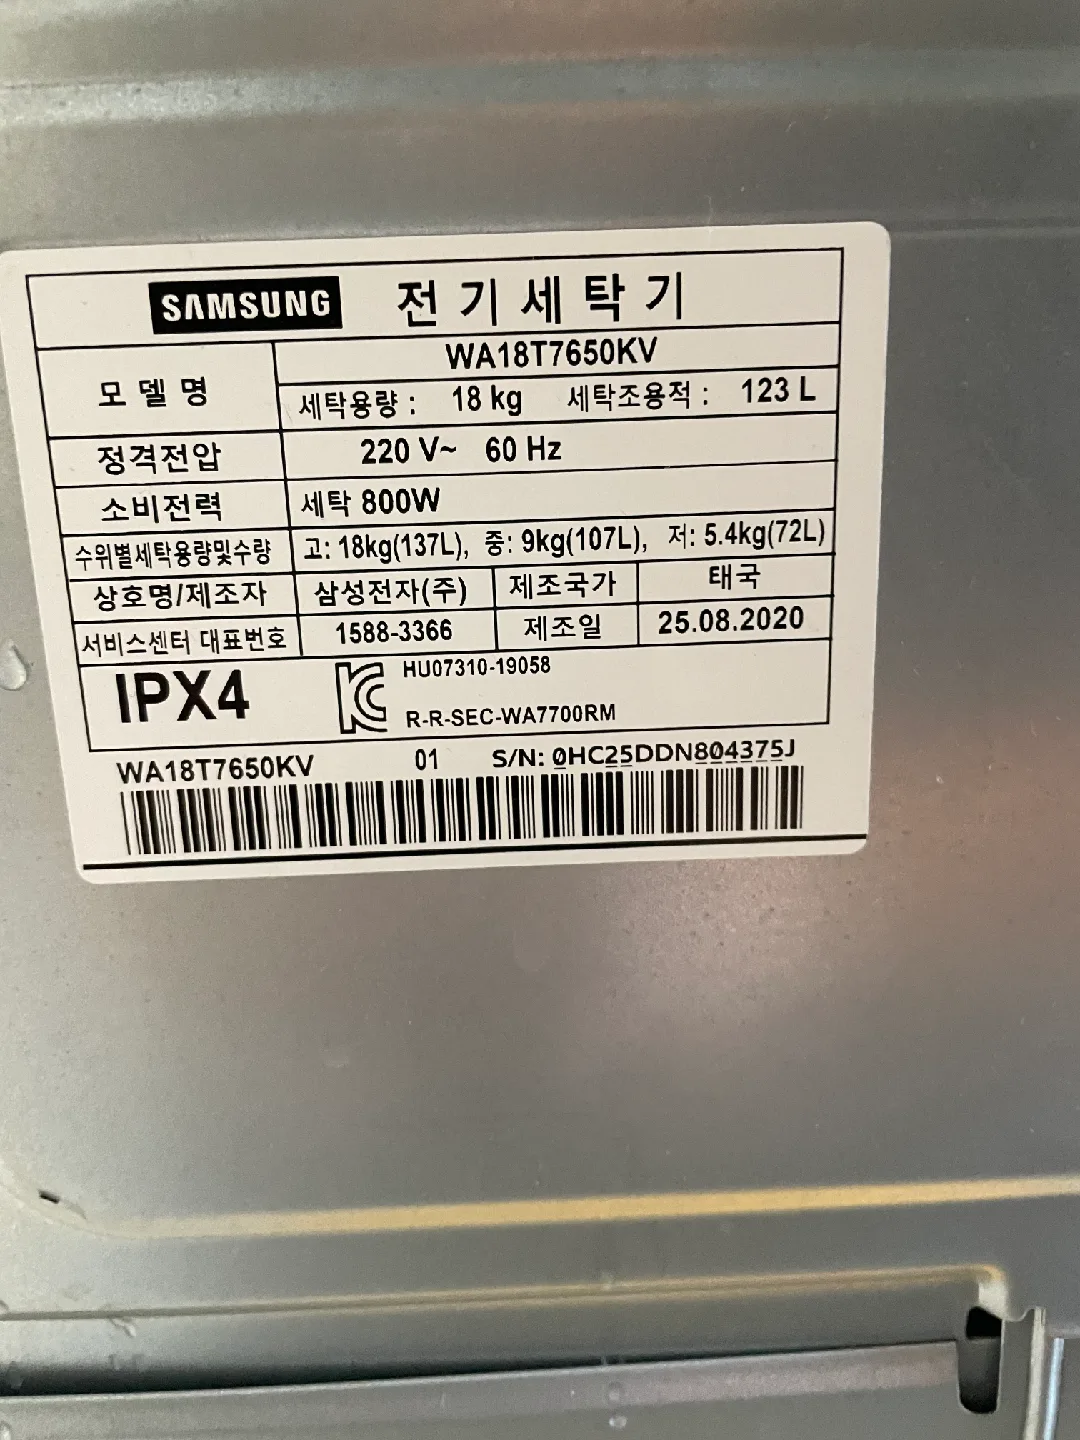 SAMSUNG 전기세탁기
모델명 WA18T7650KV
세탁용량 : 18 kg 세탁조용적 : 123 L
정격전압 220 V~ 60 Hz
소비전력 세탁 800W
수위별세탁용량및수량 고: 18kg(137L), 중: 9kg(107L), 저: 5.4kg(72L)
상호명/제조자 삼성전자(주) 제조국가 태국
서비스센터 대표번호 1588-3366 제조일 25.08.2020
IPX4 HU07310-19058
R-R-SEC-WA7700RM
WA18T7650KV 01 S/N: 0HC25DDN804375J